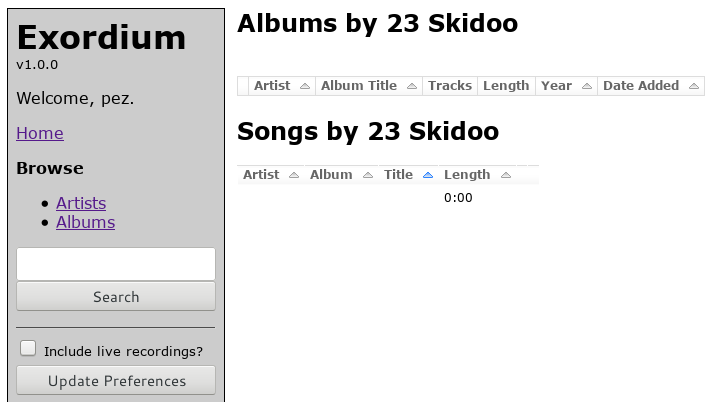 Exordium
v1.0.0
Welcome, pez.
Home
Browse
Artists
Albums
Search
Include live recordings?
Update Preferences
Albums by 23 Skidoo
Artist Album Title Tracks Length Year Date Added
Songs by 23 Skidoo
Artist Album Title Length
0:00